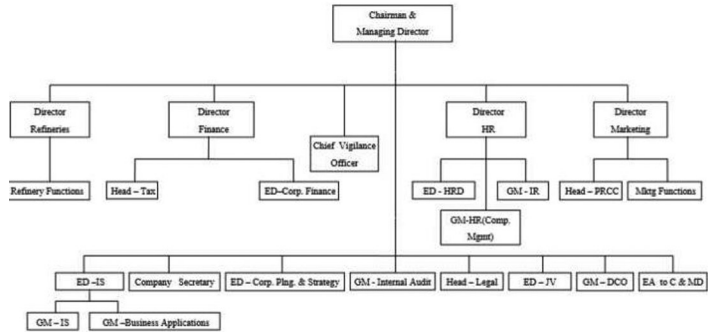 Chairman &
Managing Director
Director
Refineries
Director
Finance
Chief Vigilance
Officer
Director
HR
Director
Marketing
Refinery Functions
Head – Tax
ED–Corp. Finance
ED - HRD
GM - IR
Head – PRCC
Mktg Functions
GM-HR(Comp.
Mgmt)
ED –IS
Company Secretary
ED – Corp. Plng. & Strategy
GM - Internal Audit
Head – Legal
ED – JV
GM – DCO
EA to C & MD
GM – IS
GM –Business Applications